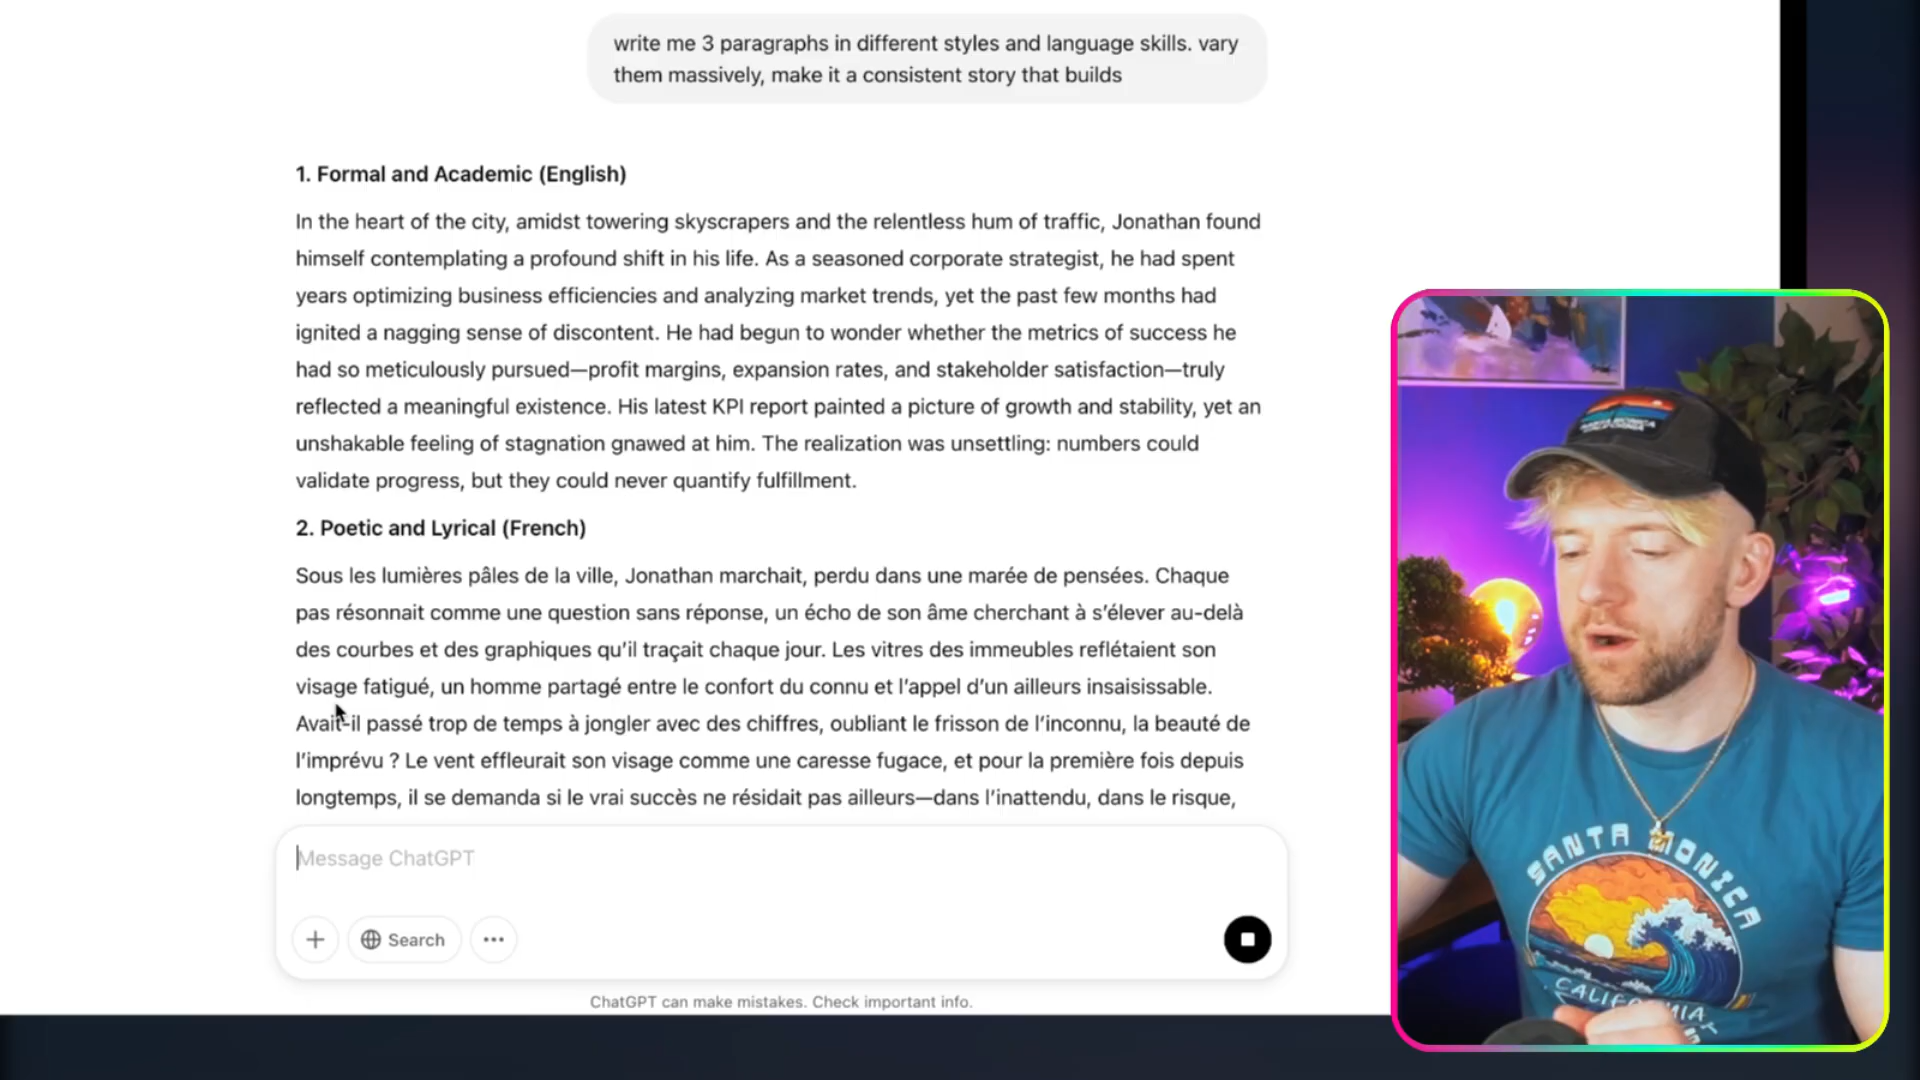 write me 3 paragraphs in different styles and language skills. vary
them massively, make it a consistent story that builds
1. Formal and Academic (English)
In the heart of the city, amidst towering skyscrapers and the relentless hum of traffic, Jonathan found
himself contemplating a profound shift in his life. As a seasoned corporate strategist, he had spent
years optimizing business efficiencies and analyzing market trends, yet the past few months had
ignited a nagging sense of discontent. He had begun to wonder whether the metrics of success he
had so meticulously pursued—profit margins, expansion rates, and stakeholder satisfaction—truly
reflected a meaningful existence. His latest KPI report painted a picture of growth and stability, yet an
unshakable feeling of stagnation gnawed at him. The realization was unsettling: numbers could
validate progress, but they could never quantify fulfillment.
2. Poetic and Lyrical (French)
Sous les lumières pâles de la ville, Jonathan marchait, perdu dans une marée de pensées. Chaque
pas résonnait comme une question sans réponse, un écho de son âme cherchant à s’élever au-delà
des courbes et des graphiques qu’il traçait chaque jour. Les vitres des immeubles reflétaient son
visage fatigué, un homme partagé entre le confort du connu et l’appel d’un ailleurs insaisissable.
Avait-il passé trop de temps à jongler avec des chiffres, oubliant le frisson de l’inconnu, la beauté de
l’imprévu ? Le vent effleurait son visage comme une caresse fugace, et pour la première fois depuis
longtemps, il se demanda si le vrai succès ne résidait pas ailleurs—dans l’inattendu, dans le risque,
Message ChatGPT
Search
ChatGPT can make mistakes. Check important info.
SANTA MONICA
CALIFORNIA
SANTA MONICA